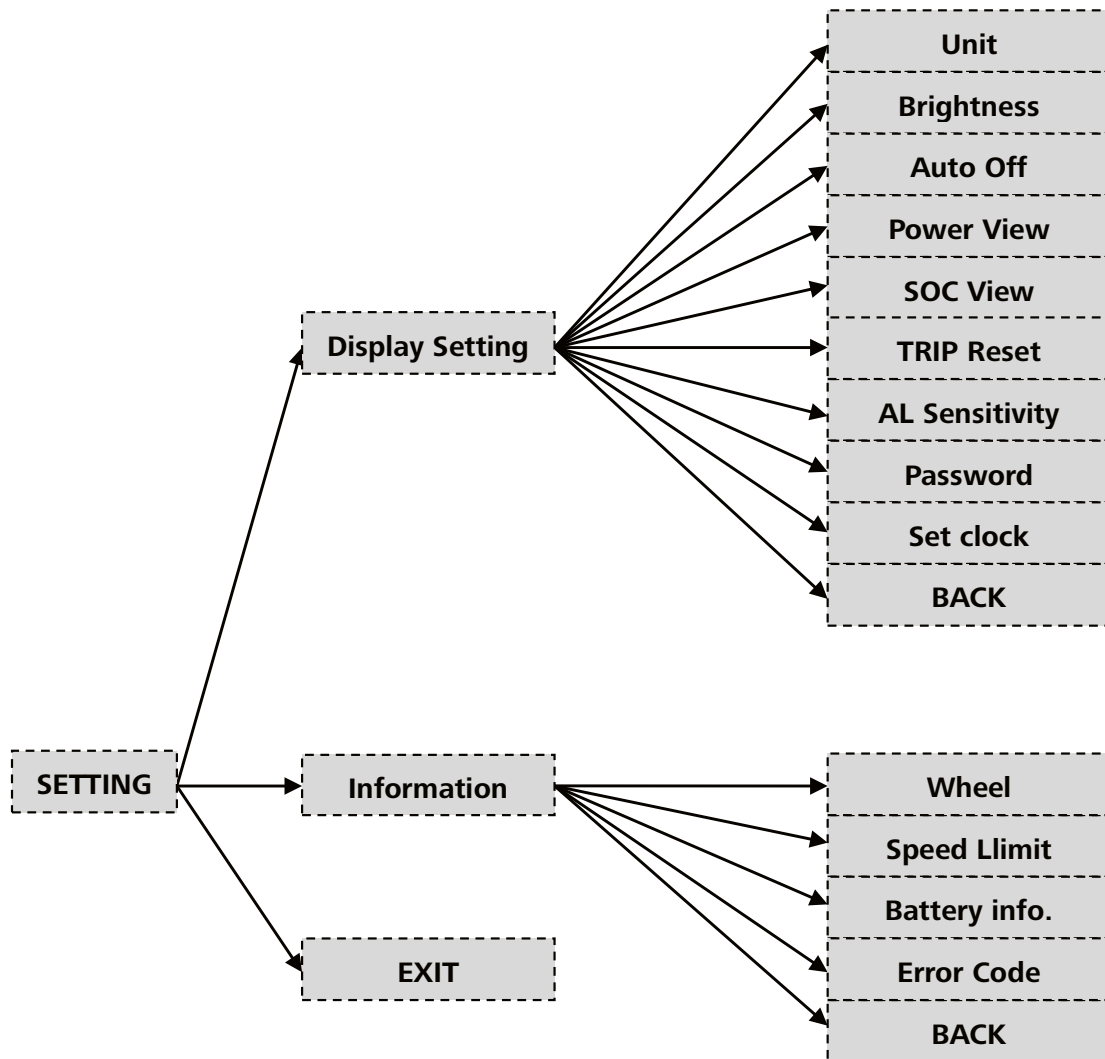 Unit
Brightness
Auto Off
Power View
SOC View
Display Setting
TRIP Reset
AL Sensitivity
Password
Set clock
BACK
SETTING
Information
Wheel
Speed Llimit
Battery info.
EXIT
Error Code
BACK